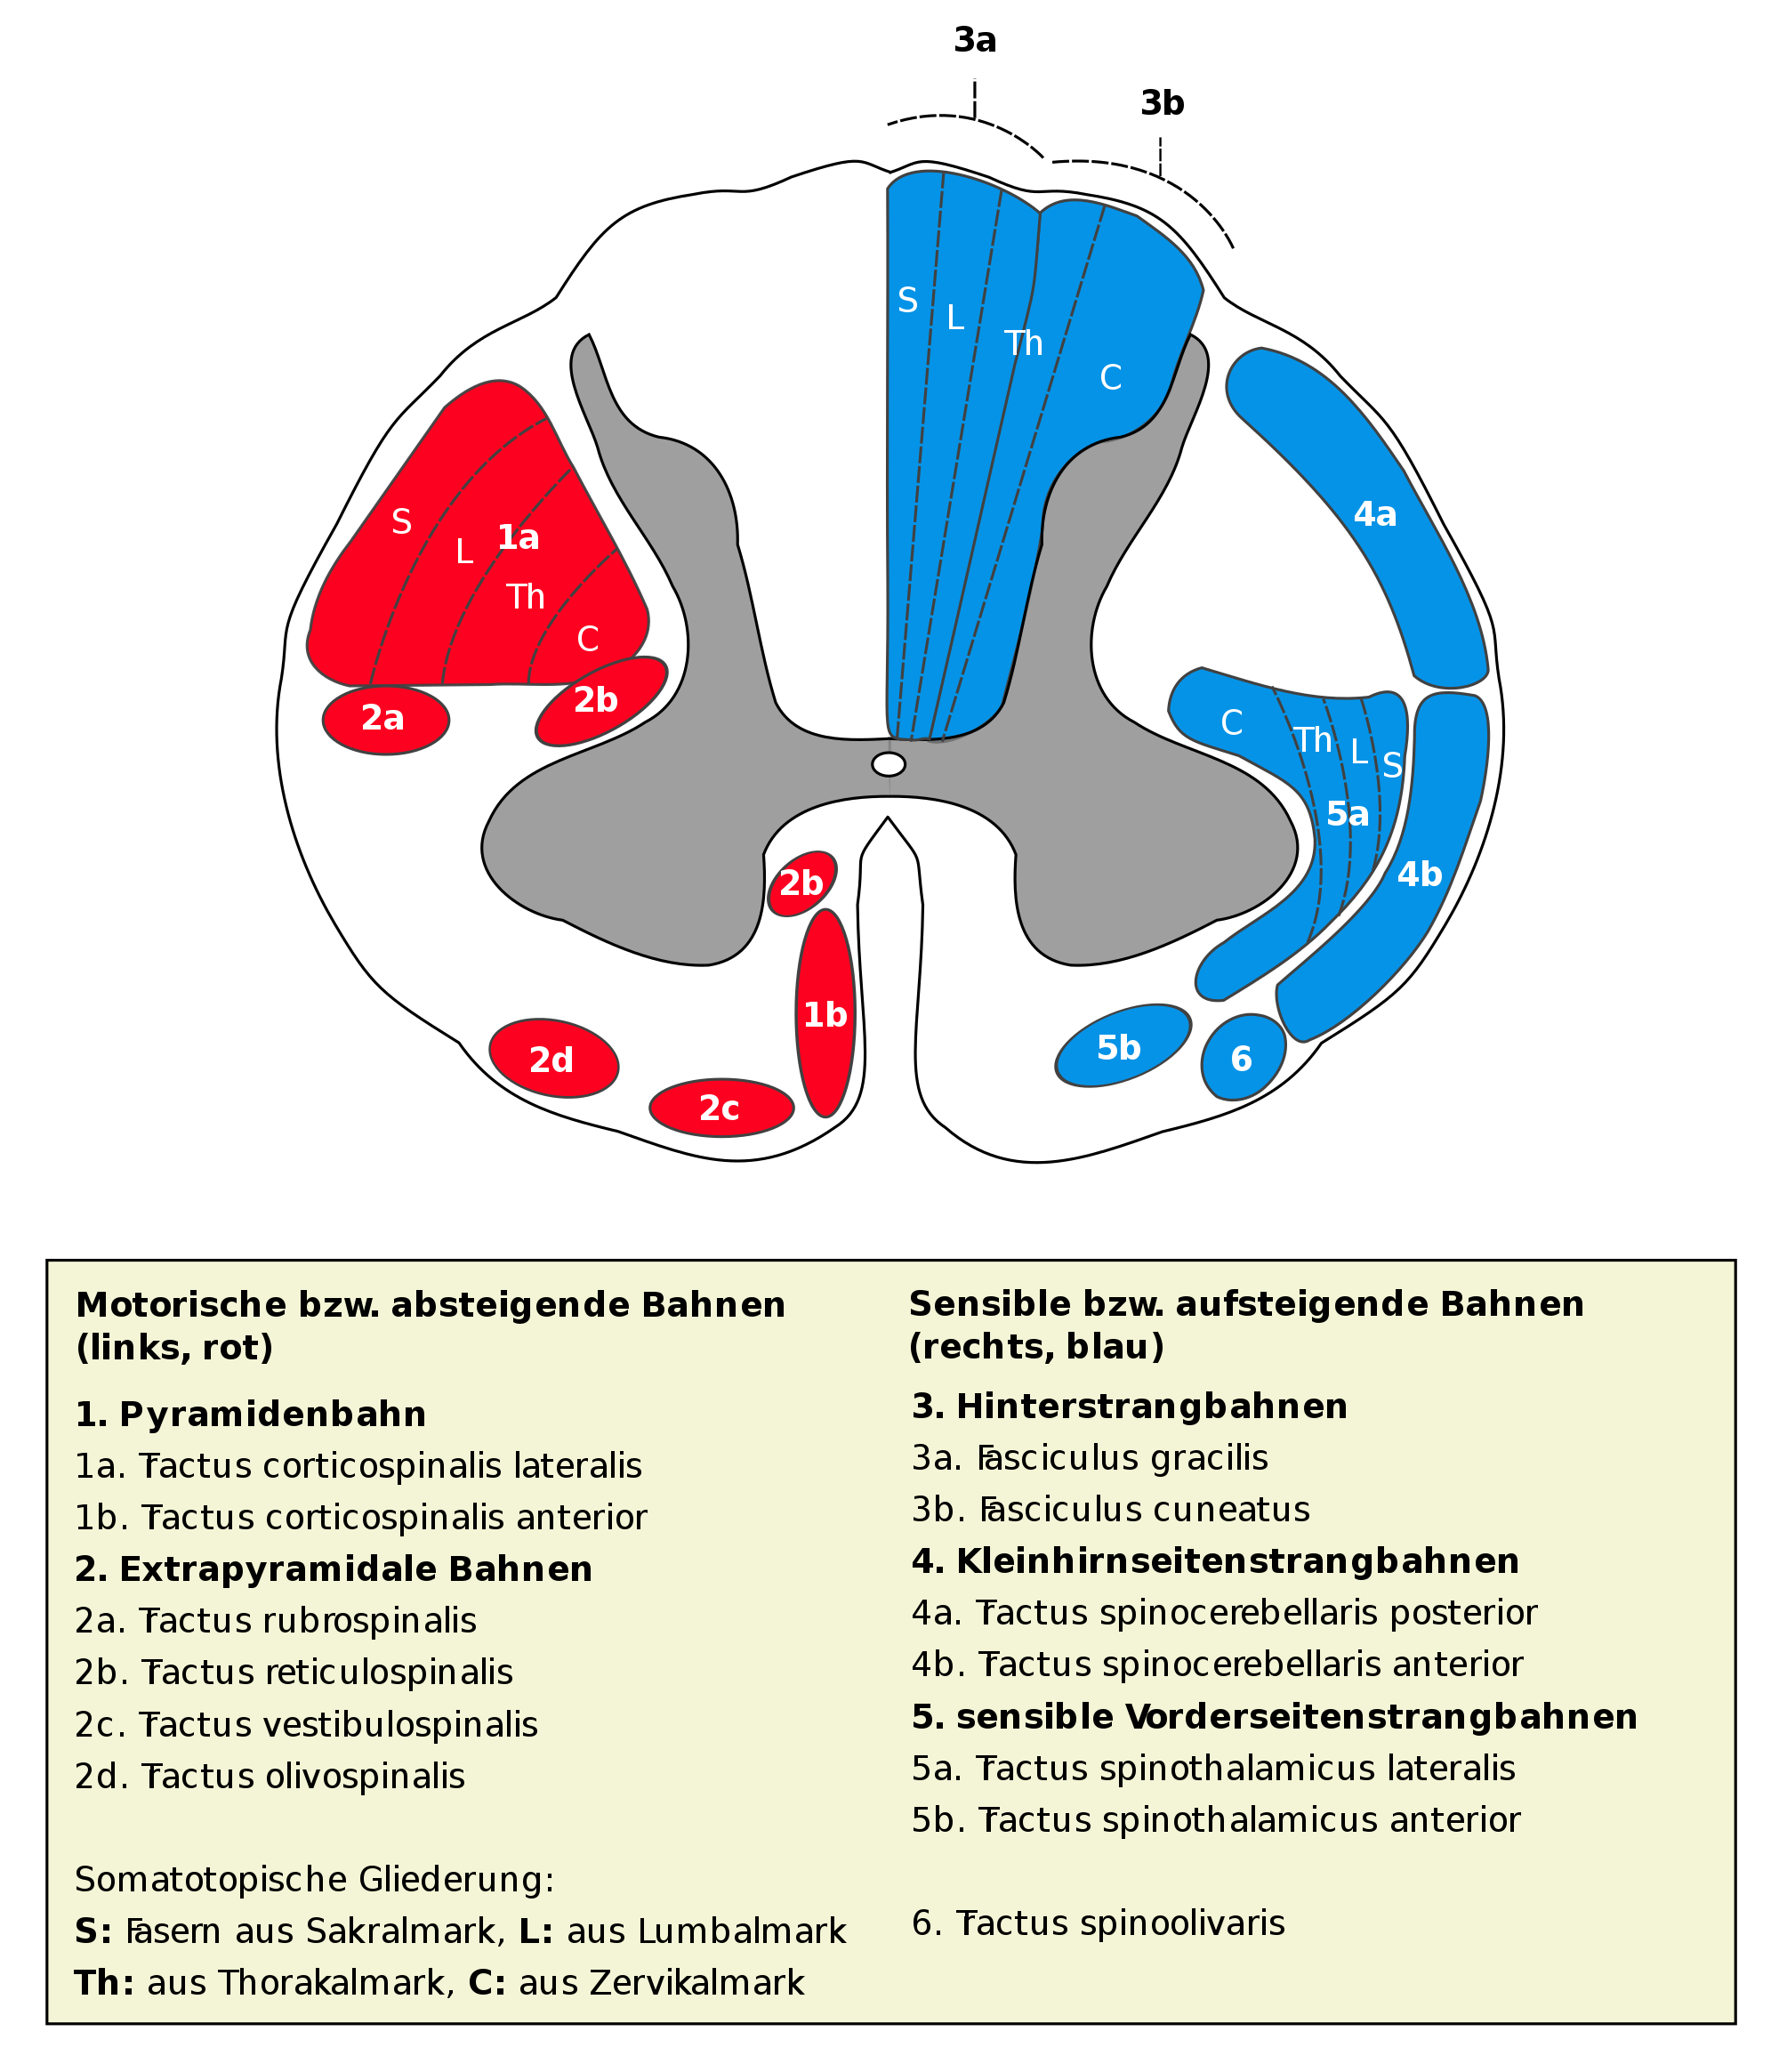 3a
3b
S
L
Th
C
4a
S
L
1a
Th
C
2a
2b
C
Th
L
S
5a
4b
2b
1b
2d
2c
5b
6
Motorische bzw. absteigende Bahnen
(links, rot)
1. Pyramidenbahn
1a. Tractus corticospinalis lateralis
1b. Tractus corticospinalis anterior
2. Extrapyramidale Bahnen
2a. Tractus rubrospinalis
2b. Tractus reticulospinalis
2c. Tractus vestibulospinalis
2d. Tractus olivospinalis
Somatotopische Gliederung:
S: Fasern aus Sakralmark, L: aus Lumbalmark
Th: aus Thorakalmark, C: aus Zervikalmark
Sensible bzw. aufsteigende Bahnen
(rechts, blau)
3. Hinterstrangbahnen
3a. Fasciculus gracilis
3b. Fasciculus cuneatus
4. Kleinhirnseitenstrangbahnen
4a. Tractus spinocerebellaris posterior
4b. Tractus spinocerebellaris anterior
5. sensible Vorderseitenstrangbahnen
5a. Tractus spinothalamicus lateralis
5b. Tractus spinothalamicus anterior
6. Tractus spinoolivaris